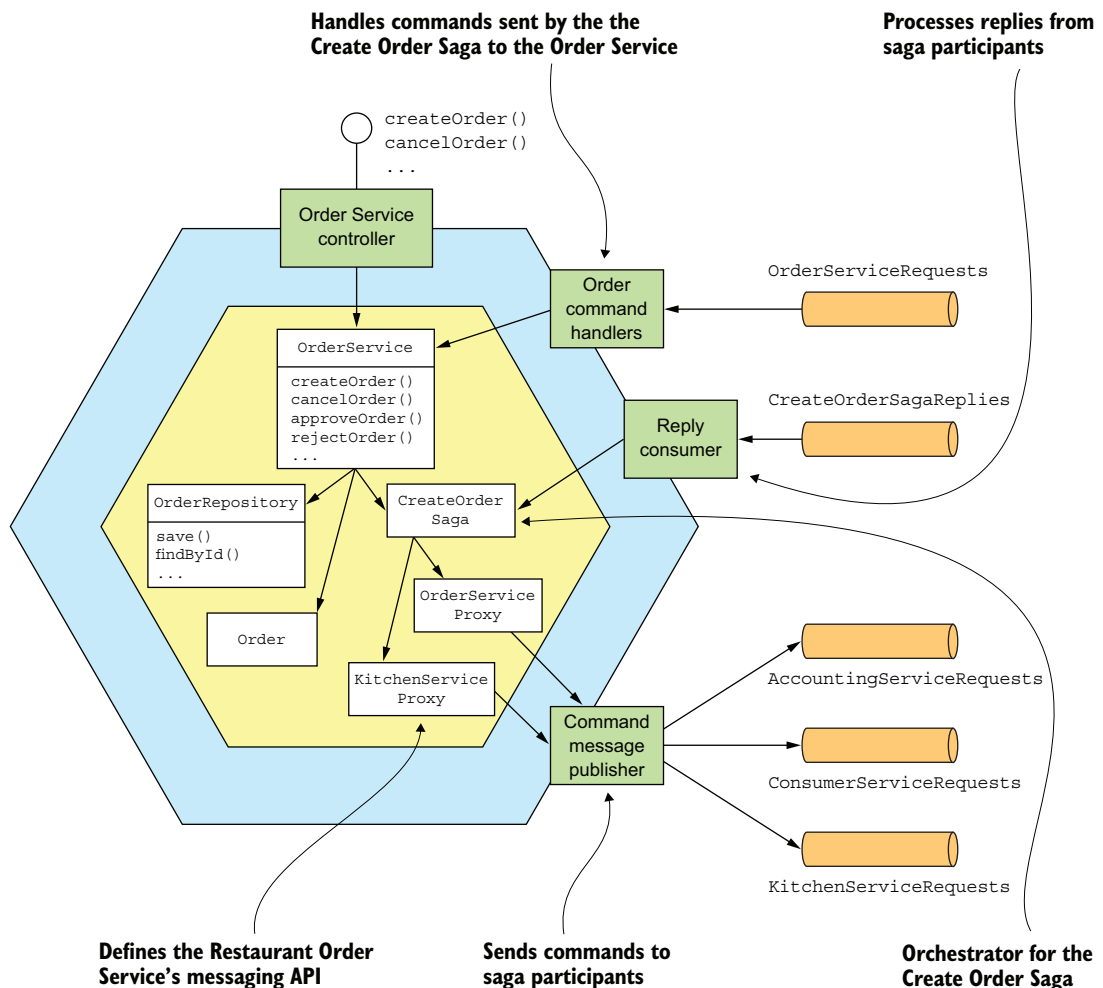 Handles commands sent by the the
Create Order Saga to the Order Service
Processes replies from
saga participants
createOrder()
cancelOrder()
...
Order Service
controller
OrderServiceRequests
Order
command
handlers
OrderService
createOrder()
cancelOrder()
approveOrder()
rejectOrder()
...
CreateOrderSagaReplies
Reply
consumer
OrderRepository
save()
findById()
...
CreateOrder
Saga
OrderService
Proxy
Order
KitchenService
Proxy
AccountingServiceRequests
Command
message
publisher
ConsumerServiceRequests
KitchenServiceRequests
Defines the Restaurant Order
Service's messaging API
Sends commands to
saga participants
Orchestrator for the
Create Order Saga